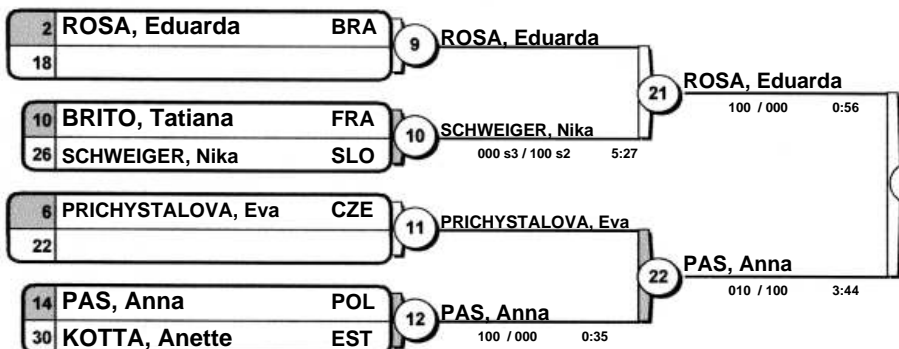 2 ROSA, Eduarda BRA
18
9 ROSA, Eduarda
10 BRITO, Tatiana FRA
26 SCHWEIGER, Nika SLO
10 SCHWEIGER, Nika
000 s3 / 100 s2 5:27
21 ROSA, Eduarda
100 / 000 0:56
6 PRICHYSTALOVA, Eva CZE
22
11 PRICHYSTALOVA, Eva
14 PAS, Anna POL
30 KOTTA, Anette EST
12 PAS, Anna
100 / 000 0:35
22 PAS, Anna
010 / 100 3:44